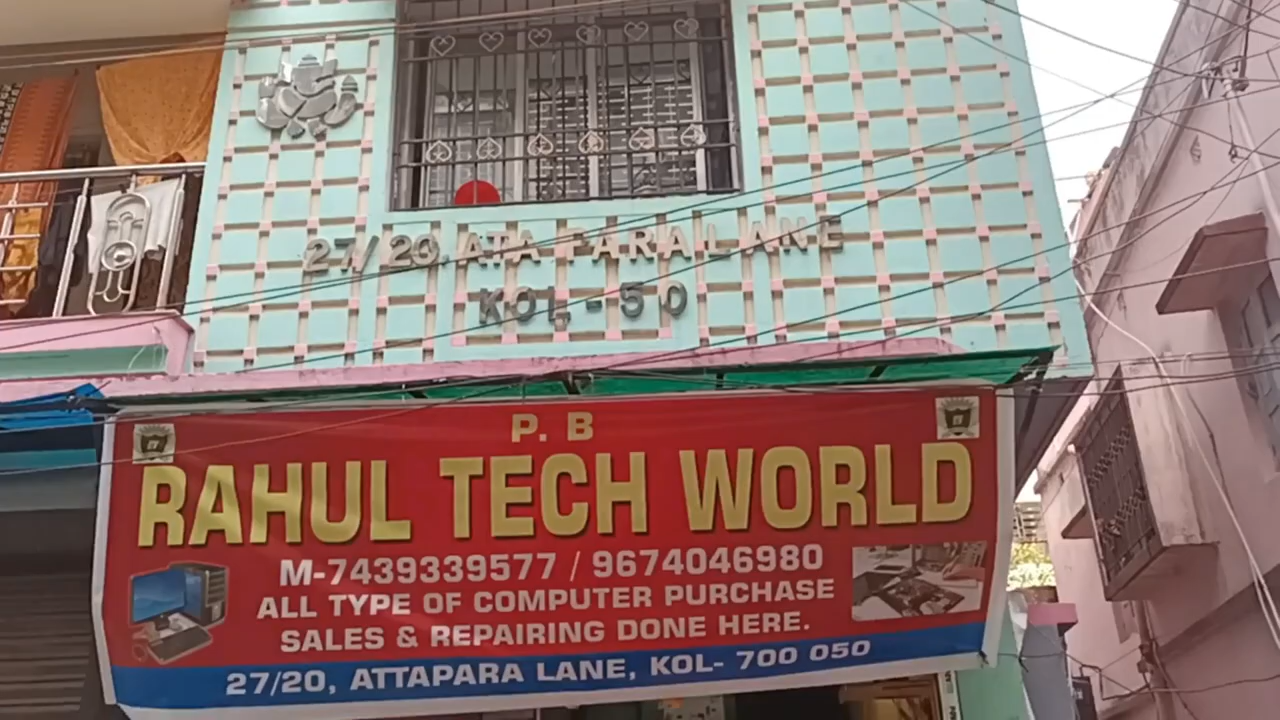 27/20, ATA PARA LANE
KOL-50
P. B
RAHUL TECH WORLD
M-7439339577 / 9674046980
ALL TYPE OF COMPUTER PURCHASE
SALES & REPAIRING DONE HERE.
27/20, ATTAPARA LANE, KOL- 700 050